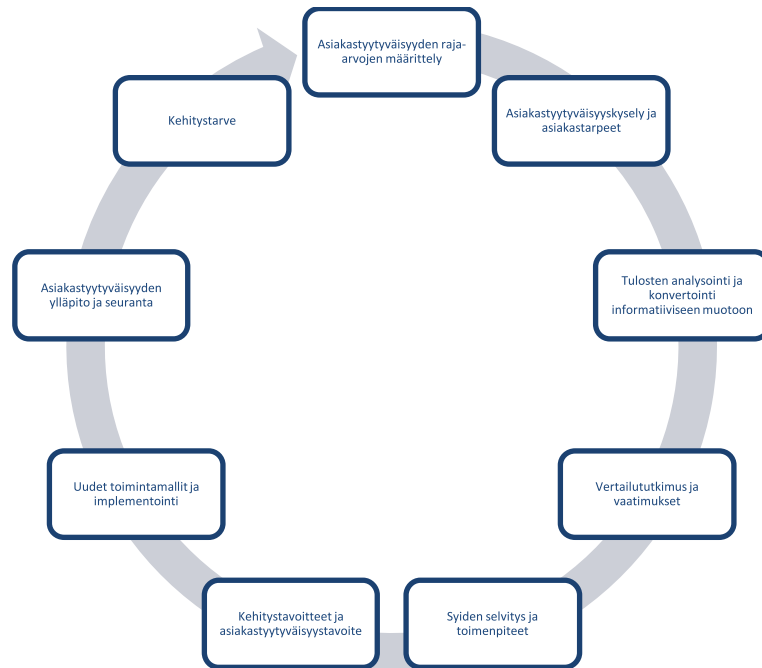 Asiakastyytyväisyyden raja-
arvojen määrittely
Asiakastyytyväisyyskysely ja
asiakastarpeet
Tulosten analysointi ja
konvertointi
informatiiviseen muotoon
Vertailututkimus ja
vaatimukset
Syiden selvitys ja
toimenpiteet
Kehitystavoitteet ja
asiakastyytyväisyystavoite
Uudet toimintamallit ja
implementointi
Asiakastyytyväisyyden
ylläpito ja seuranta
Kehitystarve